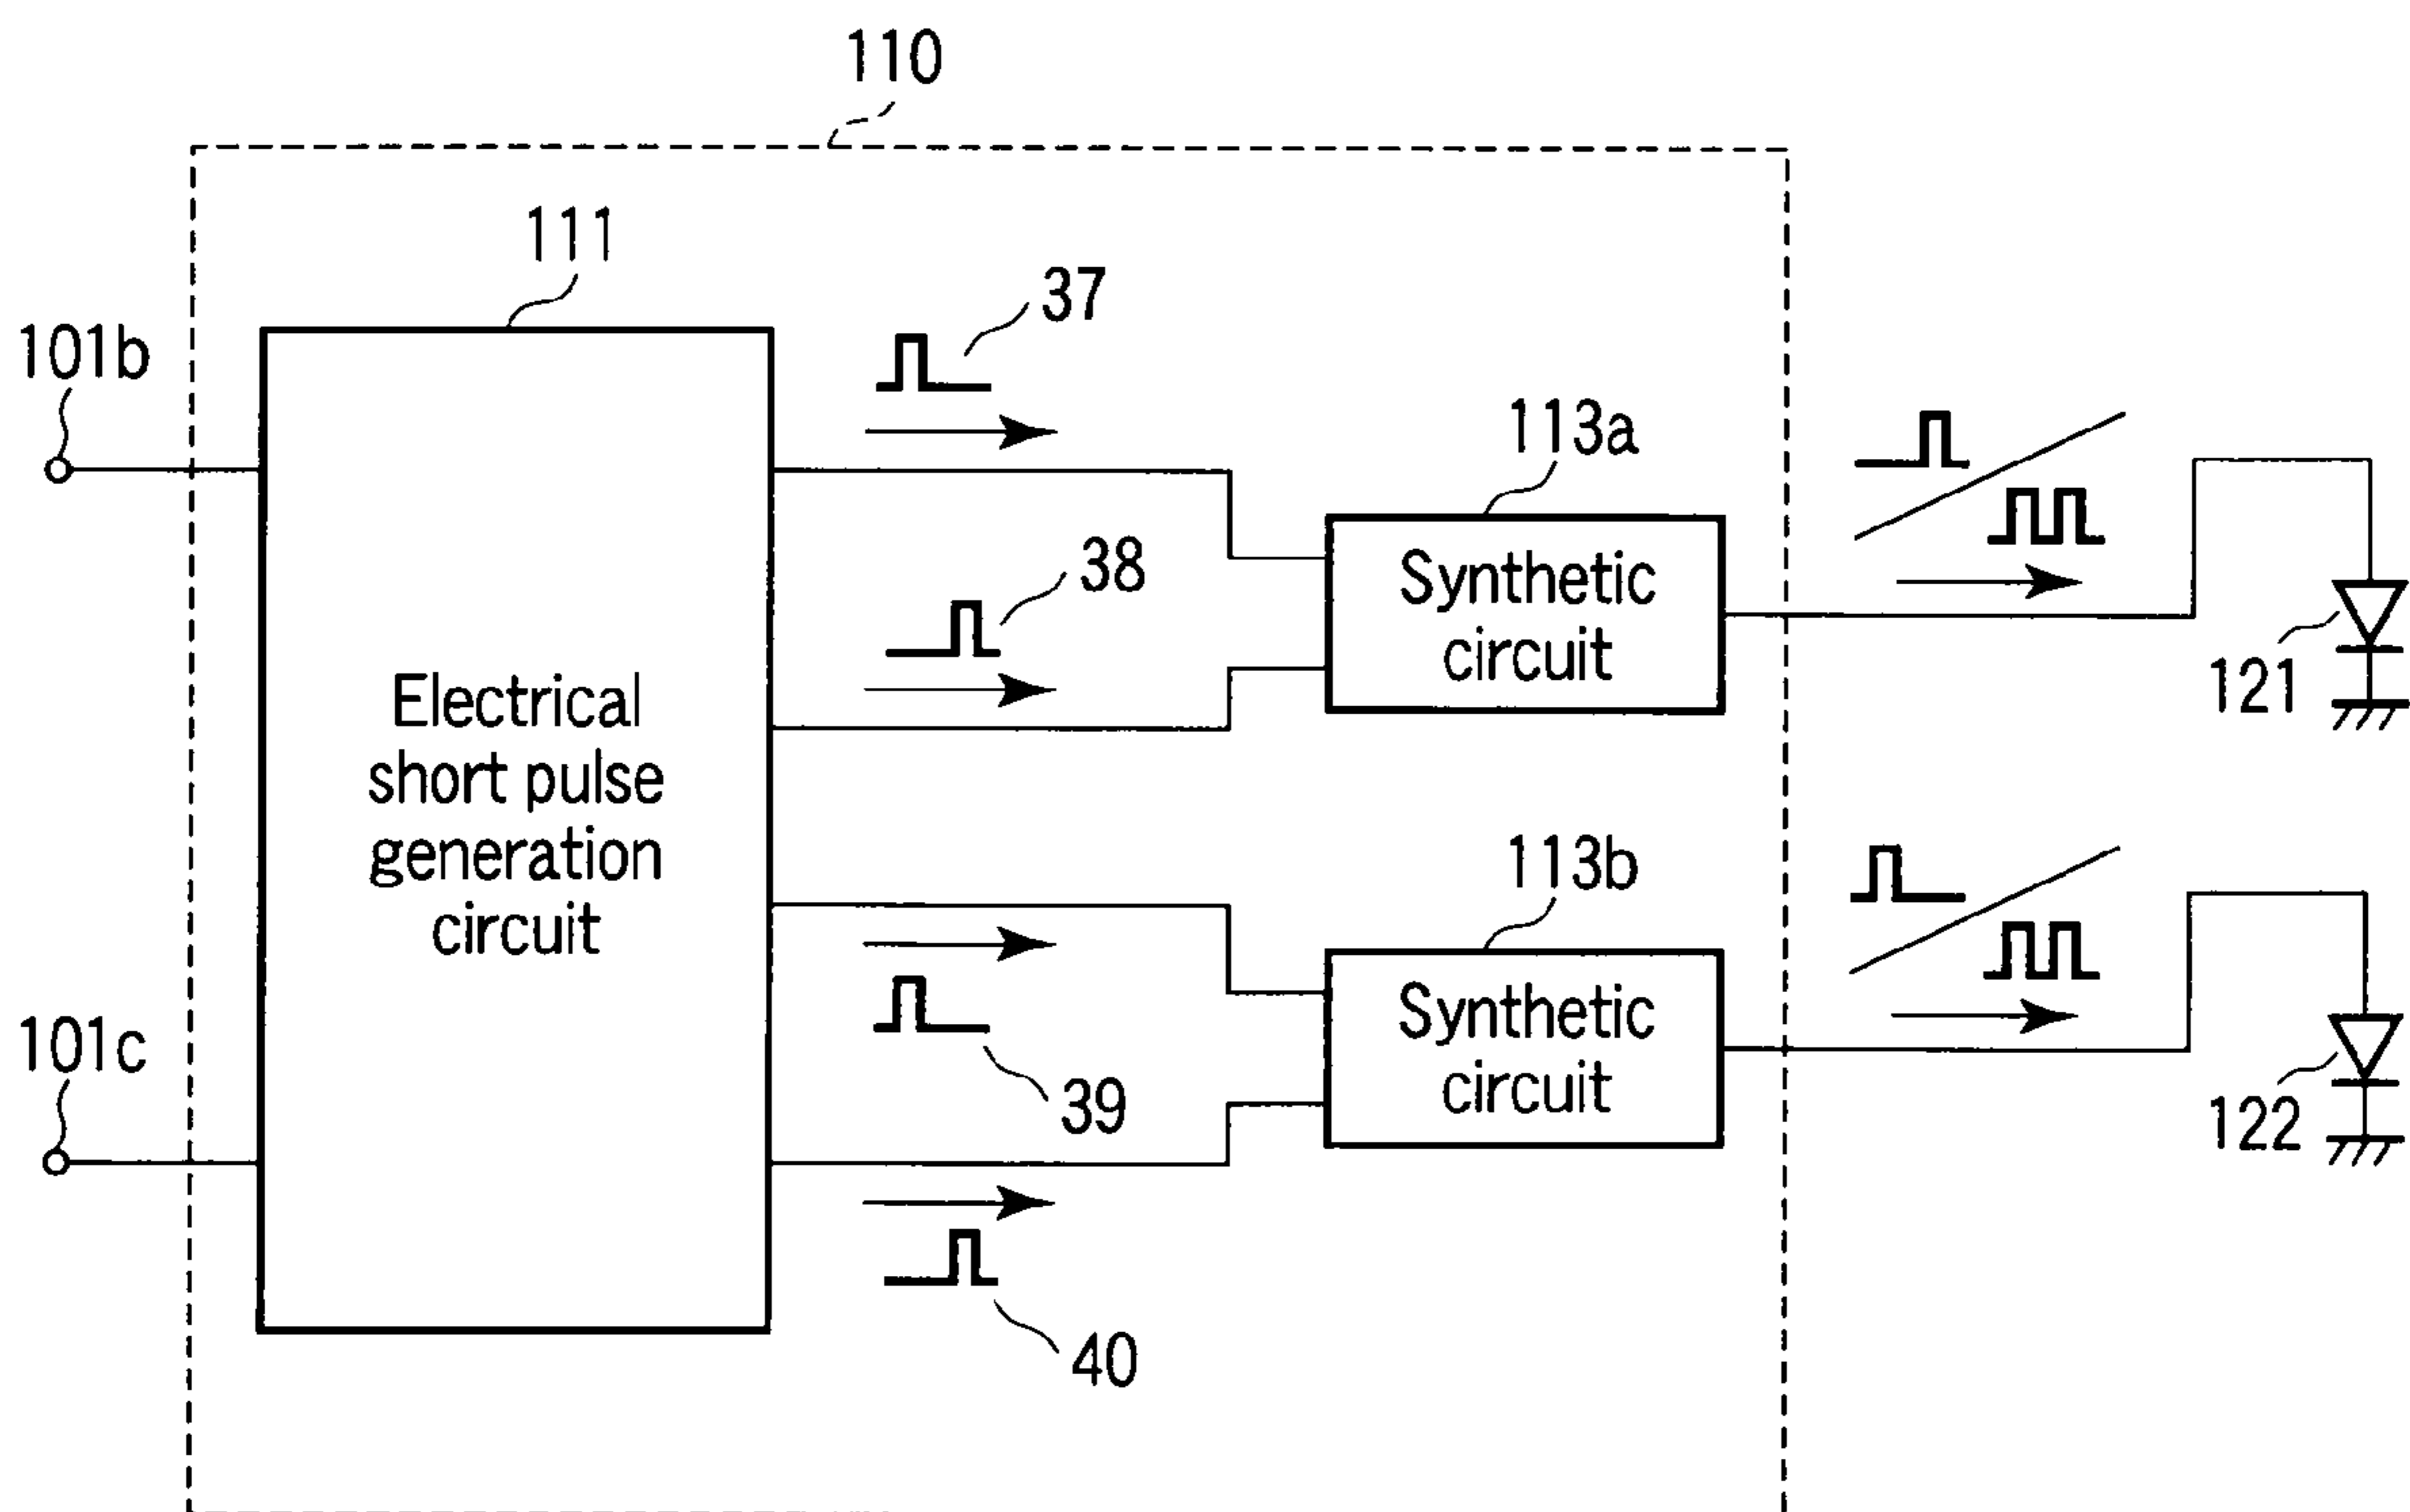 110
111
37
101b
113a
38
Synthetic
circuit
121
Electrical
short pulse
generation
circuit
113b
101c
39
Synthetic
circuit
122
40